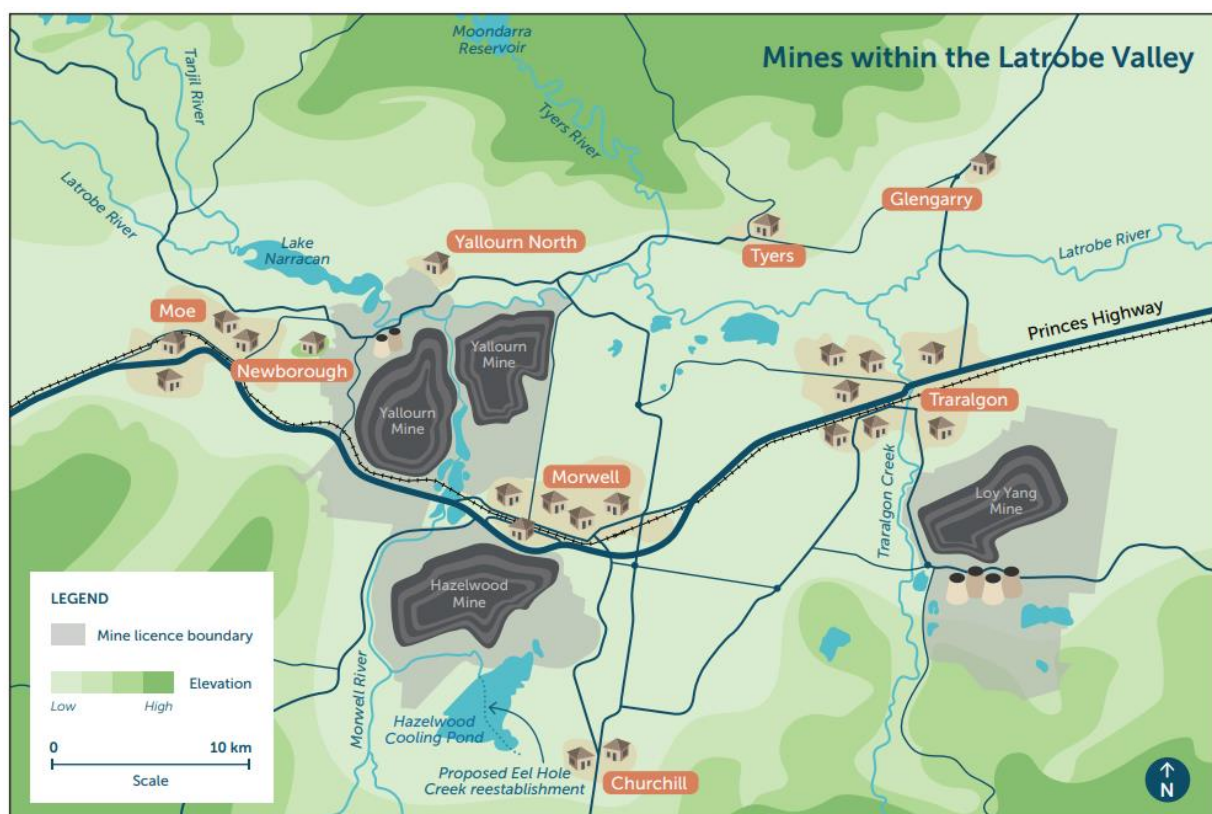 Mines within the Latrobe Valley
Moondarra
Reservoir
Tanjil River
Tyers River
Latrobe River
Glengarry
Lake
Narracan
Yallourn North
Tyers
Latrobe River
Moe
Princes Highway
Newborough
Yallourn
Mine
Yallourn
Mine
Traralgon
Morwell
Loy Yang
Mine
Traralgon Creek
Hazelwood
Mine
Morwell River
Hazelwood
Cooling Pond
Proposed Eel Hole
Creek reestablishment
Churchill
LEGEND
Mine licence boundary
Elevation
Low High
0 10 km
Scale
N